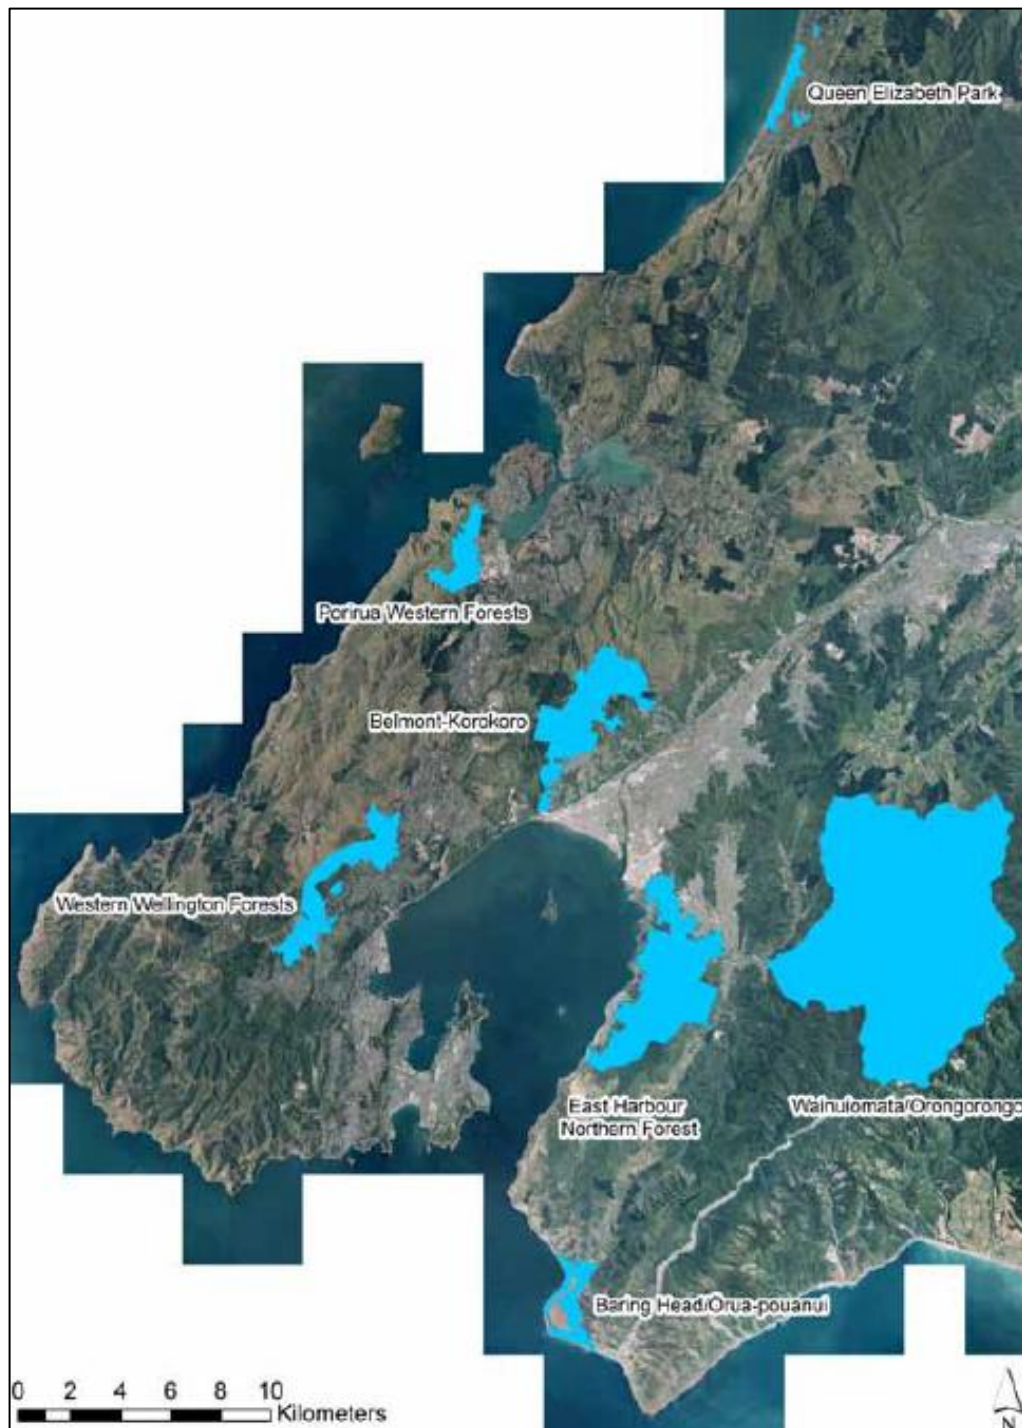 Queen Elizabeth Park
Porirua Western Forests
Belmont-Korokoro
Western Wellington Forests
East Harbour
Northern Forest
Wainuiomata/Orongorongo
Baring Head/Orua-pouanui
0 2 4 6 8 10
Kilometers
N